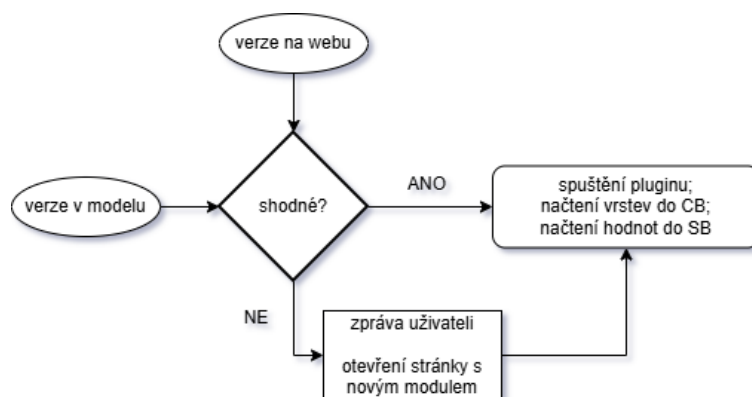 verze na webu
verze v modelu
shodné?
ANO
spuštění pluginu;
načtení vrstev do CB;
načtení hodnot do SB
NE
zpráva uživateli
otevření stránky s
novým modulem